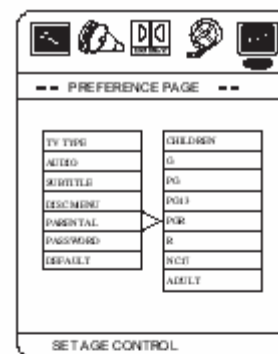 -- PREFERENCE PAGE --
TV TYPE
AUDIO
SUBTITLE
DISC MENU
PARENTAL
PASSWORD
DEFAULT
CHILDREN
G
PG
PG13
PGR
R
NC17
ADULT
SET AGE CONTROL